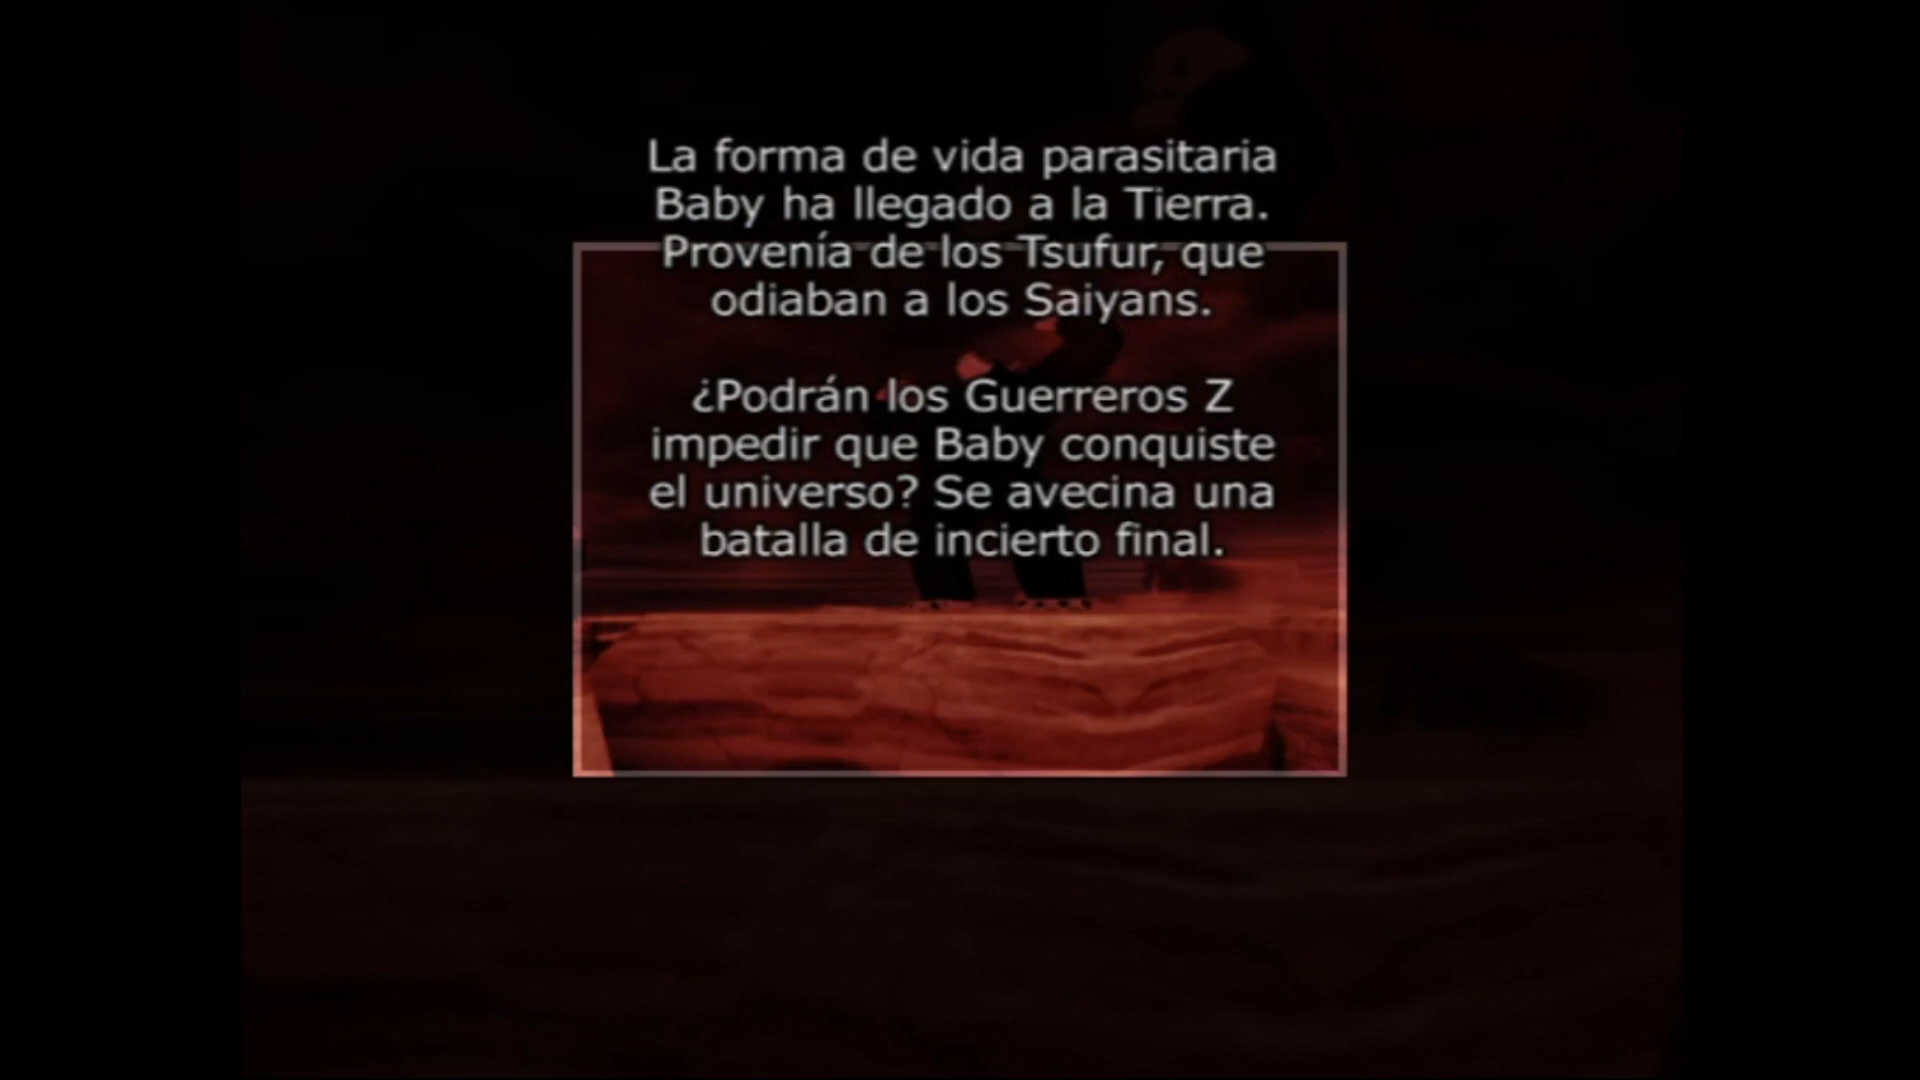 La forma de vida parasitaria
Baby ha llegado a la Tierra.
Provenía de los Tsufur, que
odiaban a los Saiyans.
¿Podrán los Guerreros Z
impedir que Baby conquiste
el universo? Se avecina una
batalla de incierto final.